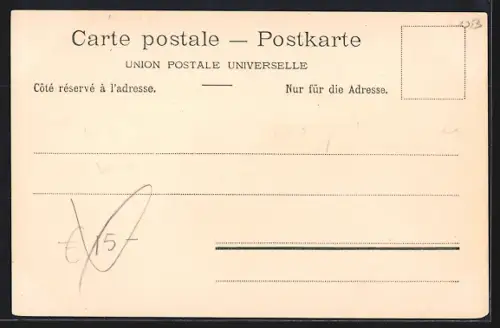 Carte postale — Postkarte
UNION POSTALE UNIVERSELLE
Côté réservé à l'adresse. Nur für die Adresse.
€ 15-